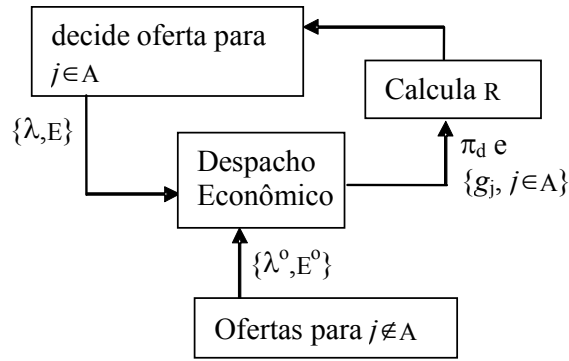 decide oferta para
j∈A
Calcula R
{λ,E}
Despacho
Econômico
π_d e
{g_j, j∈A}
{λ°,E°}
Ofertas para j∉A